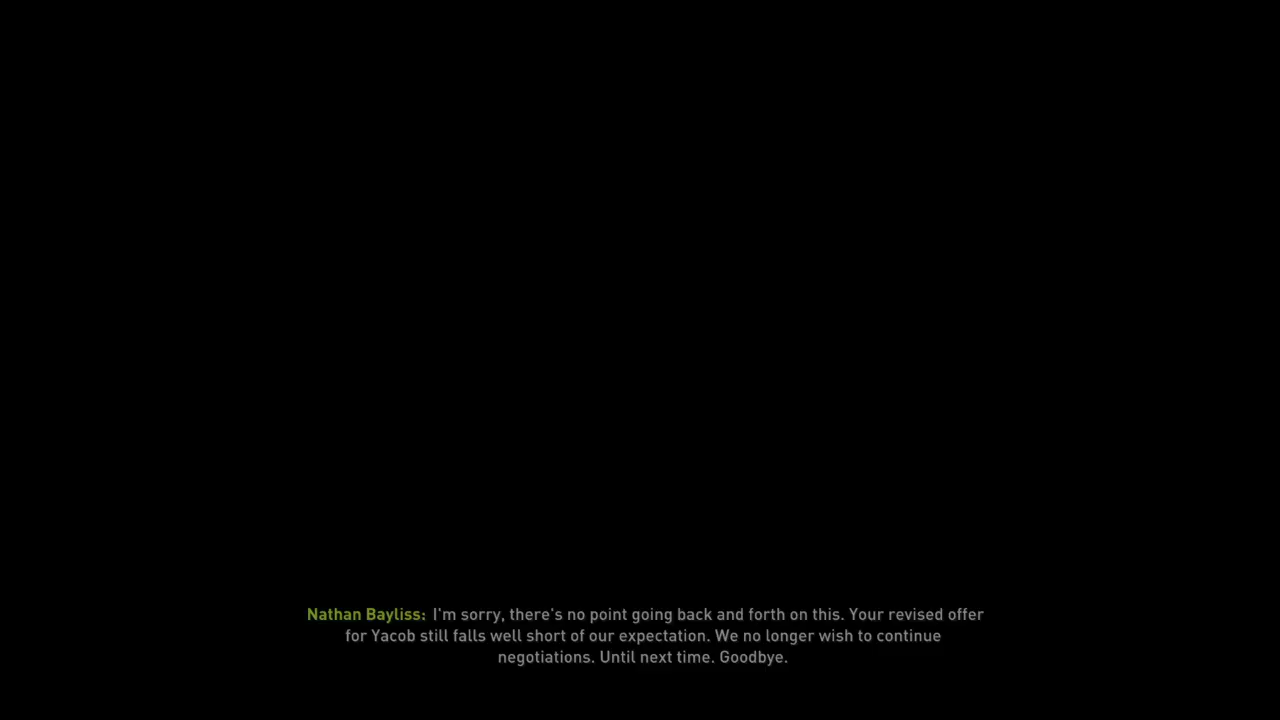 Nathan Bayliss: I'm sorry, there's no point going back and forth on this. Your revised offer
for Yacob still falls well short of our expectation. We no longer wish to continue
negotiations. Until next time. Goodbye.